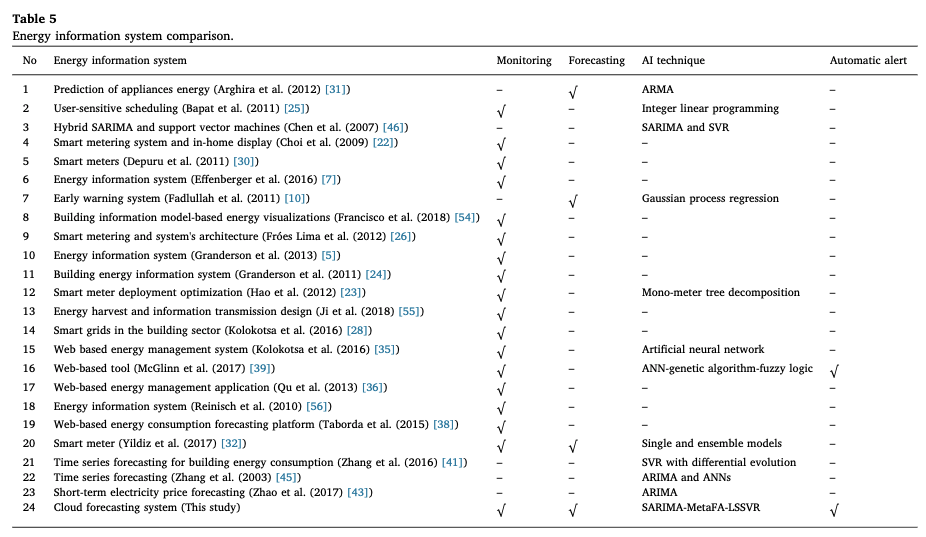 Table 5
Energy information system comparison.
No Energy information system Monitoring Forecasting AI technique Automatic alert
1 Prediction of appliances energy (Arghira et al. (2012) [31]) – √ ARMA –
2 User-sensitive scheduling (Bapat et al. (2011) [25]) √ – Integer linear programming –
3 Hybrid SARIMA and support vector machines (Chen et al. (2007) [46]) – – SARIMA and SVR –
4 Smart metering system and in-home display (Choi et al. (2009) [22]) √ – – –
5 Smart meters (Depuru et al. (2011) [30]) √ – – –
6 Energy information system (Effenberger et al. (2016) [7]) √ – – –
7 Early warning system (Fadlullah et al. (2011) [10]) – √ Gaussian process regression –
8 Building information model-based energy visualizations (Francisco et al. (2018) [54]) √ – – –
9 Smart metering and system's architecture (Fróes Lima et al. (2012) [26]) √ – – –
10 Energy information system (Granderson et al. (2013) [5]) √ – – –
11 Building energy information system (Granderson et al. (2011) [24]) √ – – –
12 Smart meter deployment optimization (Hao et al. (2012) [23]) √ – Mono-meter tree decomposition –
13 Energy harvest and information transmission design (Ji et al. (2018) [55]) √ – – –
14 Smart grids in the building sector (Kolokotsa et al. (2016) [28]) √ – – –
15 Web based energy management system (Kolokotsa et al. (2016) [35]) √ – Artificial neural network –
16 Web-based tool (McGlinn et al. (2017) [39]) √ – ANN-genetic algorithm-fuzzy logic √
17 Web-based energy management application (Qu et al. (2013) [36]) √ – – –
18 Energy information system (Reinisch et al. (2010) [56]) √ – – –
19 Web-based energy consumption forecasting platform (Taborda et al. (2015) [38]) √ – – –
20 Smart meter (Yildiz et al. (2017) [32]) √ √ Single and ensemble models –
21 Time series forecasting for building energy consumption (Zhang et al. (2016) [41]) – – SVR with differential evolution –
22 Time series forecasting (Zhang et al. (2003) [45]) – – ARIMA and ANNs –
23 Short-term electricity price forecasting (Zhao et al. (2017) [43]) – – ARIMA –
24 Cloud forecasting system (This study) √ √ SARIMA-MetaFA-LSSVR √